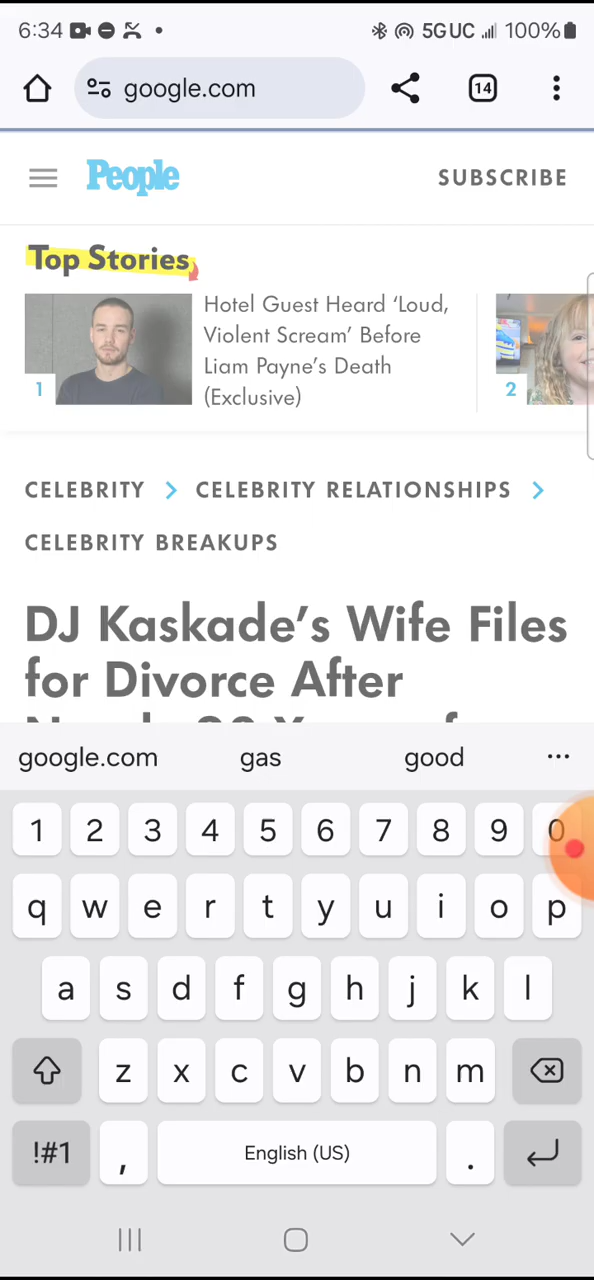 6:34
5GUC 100%
google.com
14
People
SUBSCRIBE
Top Stories
Hotel Guest Heard ‘Loud,
Violent Scream’ Before
Liam Payne’s Death
(Exclusive)
1
2
CELEBRITY
CELEBRITY RELATIONSHIPS
CELEBRITY BREAKUPS
DJ Kaskade’s Wife Files
for Divorce After
google.com gas good ...
1 2 3 4 5 6 7 8 9 0
q w e r t y u i o p
a s d f g h j k l
z x c v b n m
!#1 , English (US) .